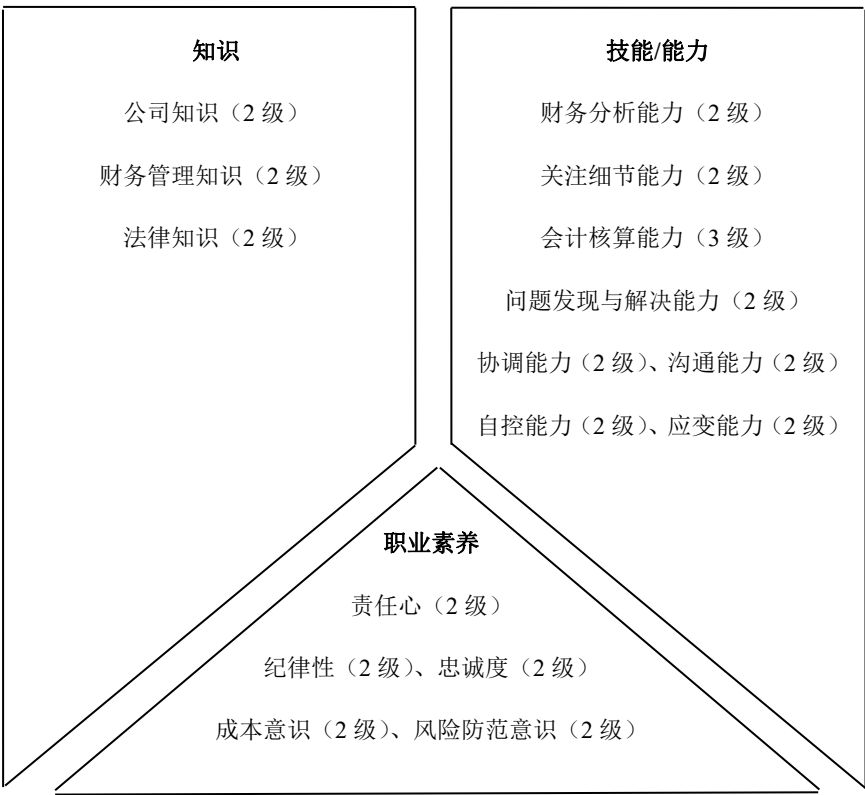 知识
公司知识（2 级）
财务管理知识（2 级）
法律知识（2 级）
技能/能力
财务分析能力（2 级）
关注细节能力（2 级）
会计核算能力（3 级）
问题发现与解决能力（2 级）
协调能力（2 级）、沟通能力（2 级）
自控能力（2 级）、应变能力（2 级）
职业素养
责任心（2 级）
纪律性（2 级）、忠诚度（2 级）
成本意识（2 级）、风险防范意识（2 级）